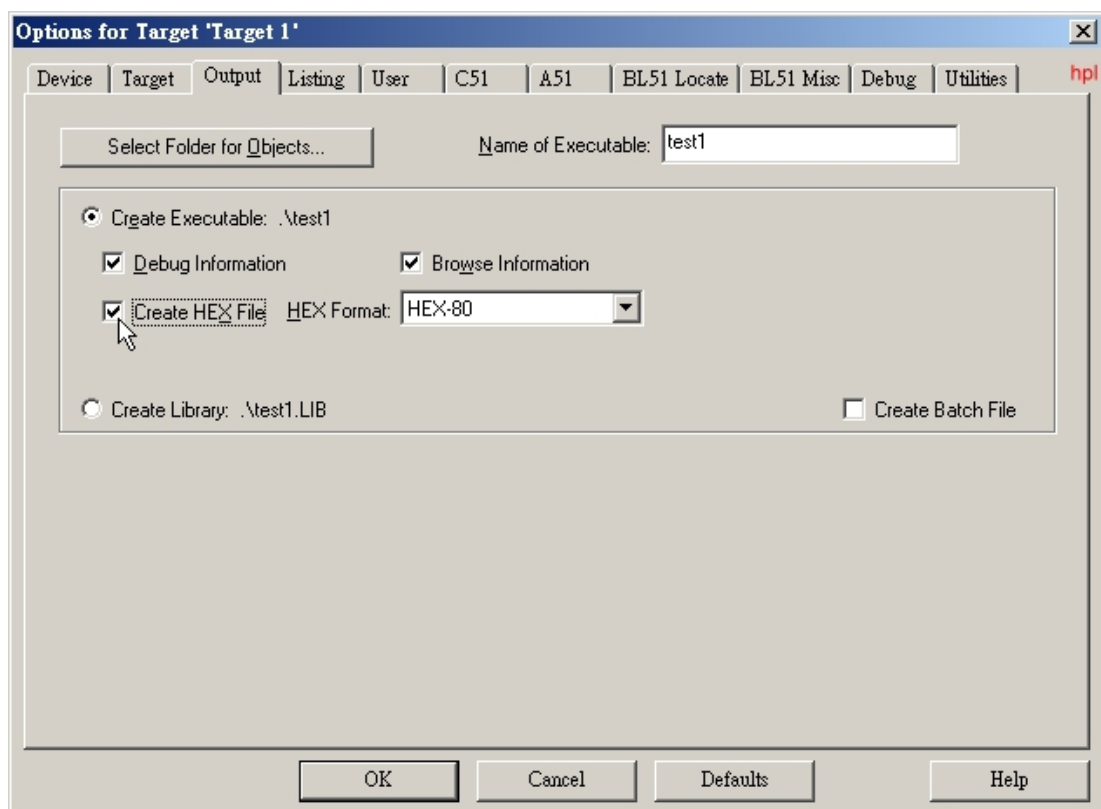 Options for Target 'Target 1'
Device Target Output Listing User C51 A51 BL51 Locate BL51 Misc Debug Utilities
hpl
Select Folder for Objects... Name of Executable: test1
Create Executable: .\test1
Debug Information Browse Information
Create HEX File HEX Format: HEX-80
Create Library: .\test1.LIB Create Batch File
OK Cancel Defaults Help